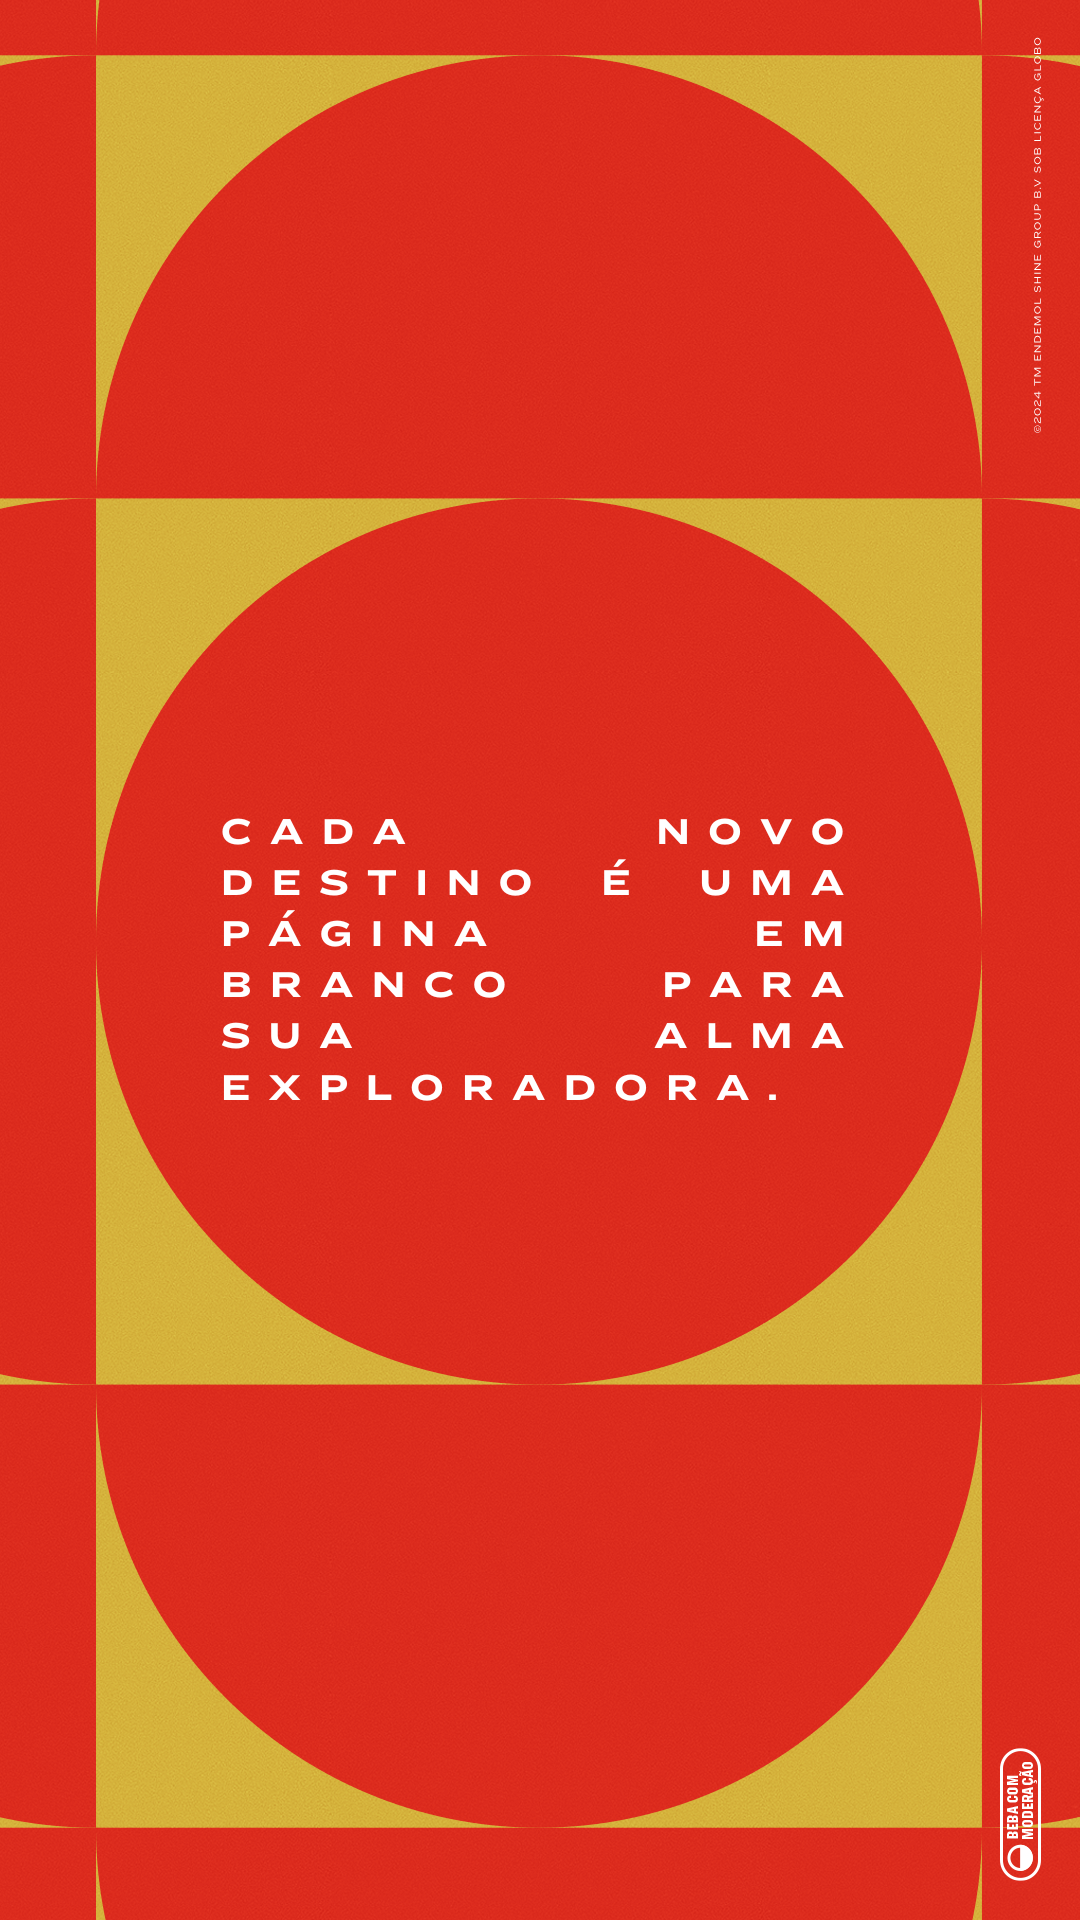 ©2024 TM ENDEMOL SHINE GROUP B.V SOB LICENÇA GLOBO
CADA NOVO
DESTINO É UMA
PÁGINA EM
BRANCO PARA
SUA ALMA
EXPLORADORA.
BEBA COM
MODERAÇÃO